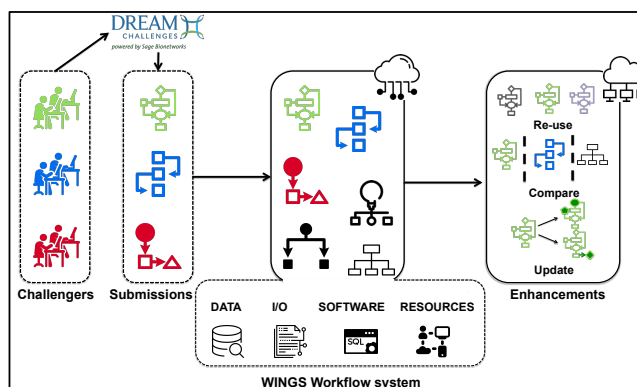 DREAM
CHALLENGES
powered by Sage Bionetworks
Re-use
Compare
Update
Challengers
Submissions
Enhancements
DATA
I/O
SOFTWARE
RESOURCES
SQL
WINGS Workflow system